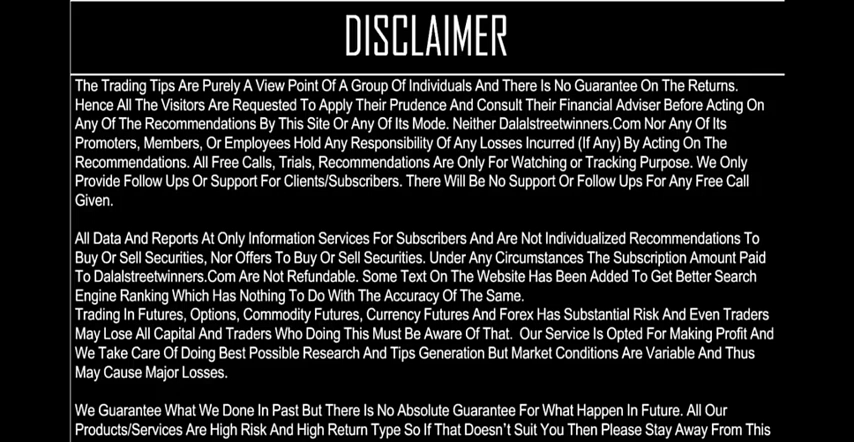 DISCLAIMER
The Trading Tips Are Purely A View Point Of A Group Of Individuals And There Is No Guarantee On The Returns.
Hence All The Visitors Are Requested To Apply Their Prudence And Consult Their Financial Adviser Before Acting On
Any Of The Recommendations By This Site Or Any Of Its Mode. Neither Dalalstreetwinners.Com Nor Any Of Its
Promoters, Members, Or Employees Hold Any Responsibility Of Any Losses Incurred (If Any) By Acting On The
Recommendations. All Free Calls, Trials, Recommendations Are Only For Watching or Tracking Purpose. We Only
Provide Follow Ups Or Support For Clients/Subscribers. There Will Be No Support Or Follow Ups For Any Free Call
Given.
All Data And Reports At Only Information Services For Subscribers And Are Not Individualized Recommendations To
Buy Or Sell Securities, Nor Offers To Buy Or Sell Securities. Under Any Circumstances The Subscription Amount Paid
To Dalalstreetwinners.Com Are Not Refundable. Some Text On The Website Has Been Added To Get Better Search
Engine Ranking Which Has Nothing To Do With The Accuracy Of The Same.
Trading In Futures, Options, Commodity Futures, Currency Futures And Forex Has Substantial Risk And Even Traders
May Lose All Capital And Traders Who Doing This Must Be Aware Of That. Our Service Is Opted For Making Profit And
We Take Care Of Doing Best Possible Research And Tips Generation But Market Conditions Are Variable And Thus
May Cause Major Losses.
We Guarantee What We Done In Past But There Is No Absolute Guarantee For What Happen In Future. All Our
Products/Services Are High Risk And High Return Type So If That Doesn't Suit You Then Please Stay Away From This